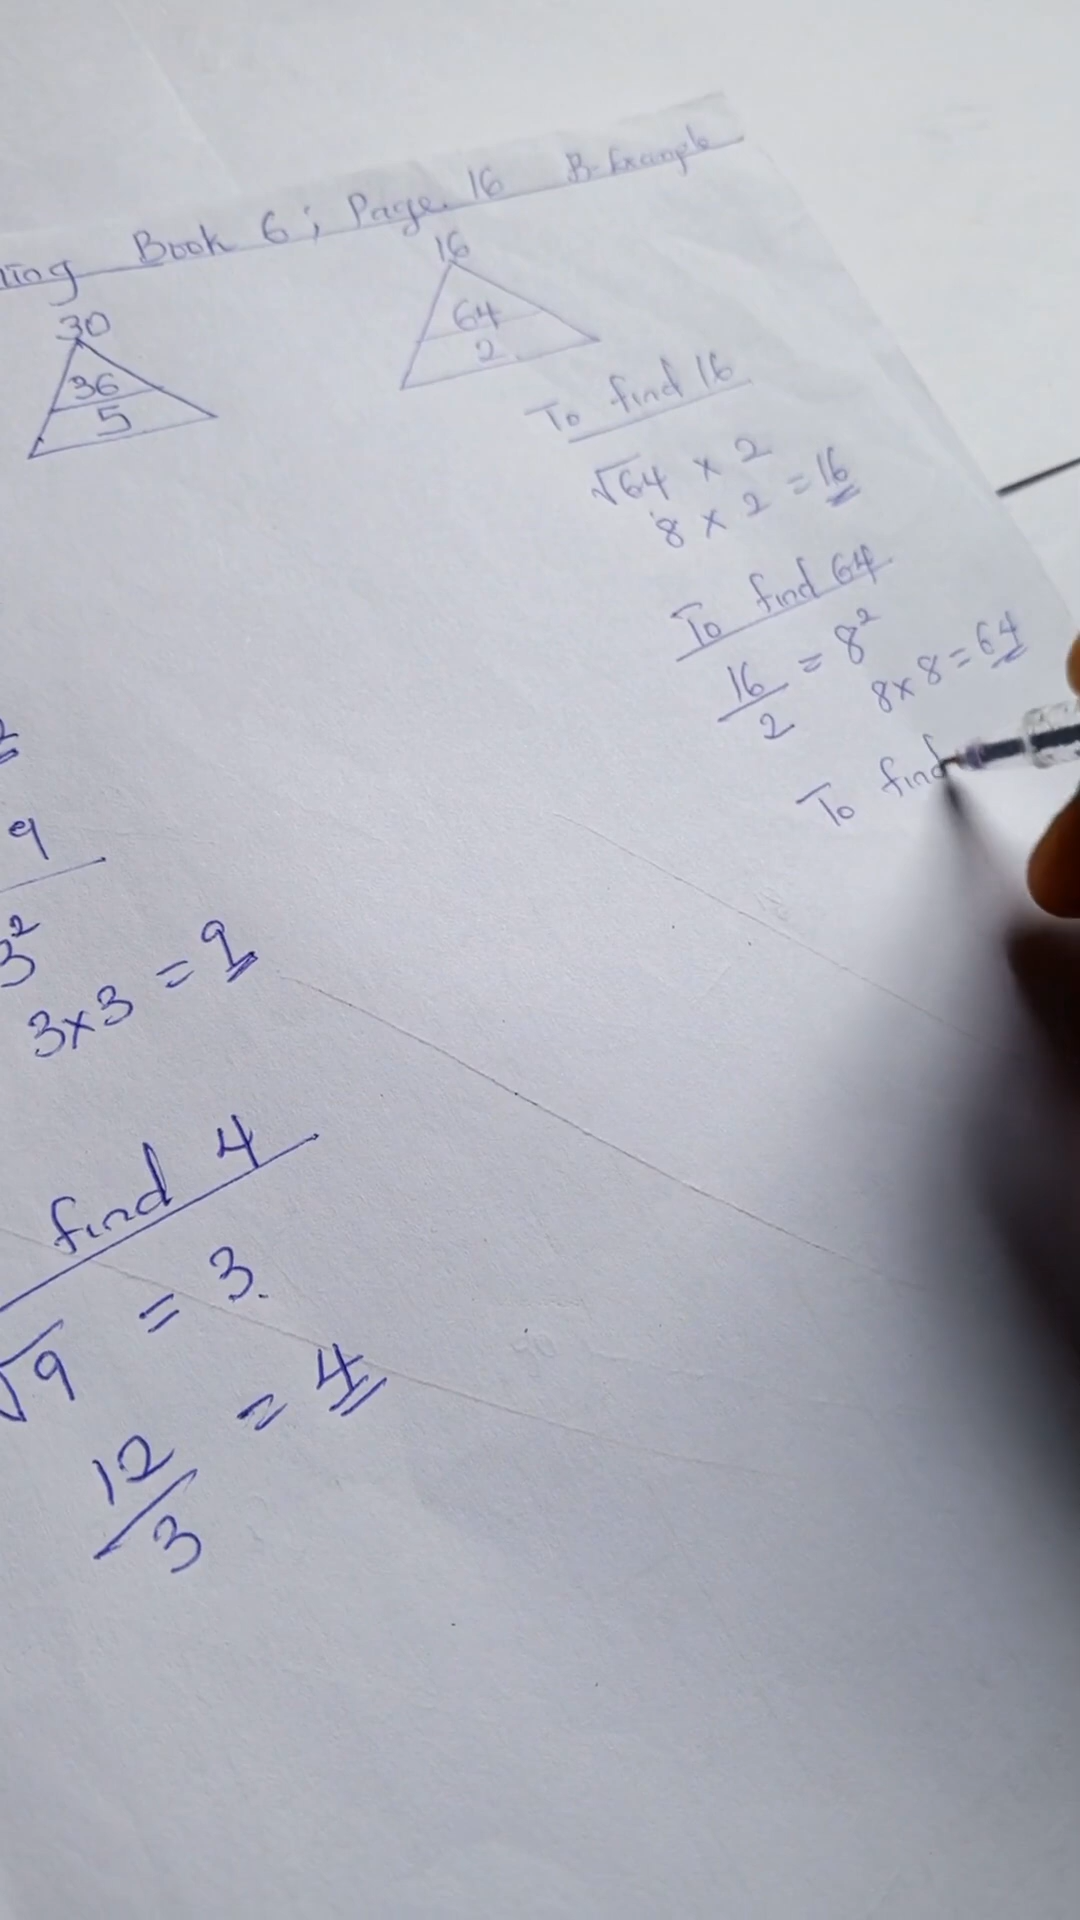 Book 6; Page. 16 B-Example
30
36
5
16
64
2
To find 16
√64 × 2
8 × 2 = 16
To find 64
16/2 = 8²
8×8=64
To find
9
3²
3×3 = 9
find 4
√9 = 3.
12/3 = 4